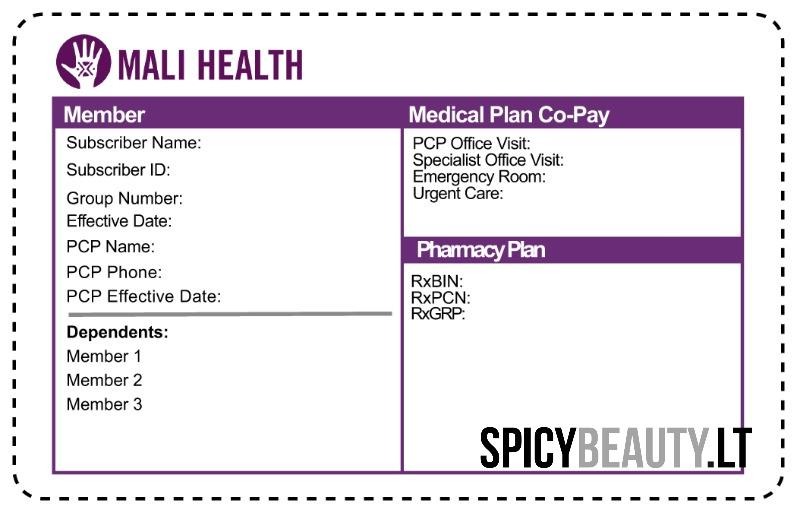 MALI HEALTH
Member
Subscriber Name:
Subscriber ID:
Group Number:
Effective Date:
PCP Name:
PCP Phone:
PCP Effective Date:
Dependents:
Member 1
Member 2
Member 3
Medical Plan Co-Pay
PCP Office Visit:
Specialist Office Visit:
Emergency Room:
Urgent Care:
Pharmacy Plan
RxBIN:
RxPCN:
RxGRP:
SPICYBEAUTY.LT